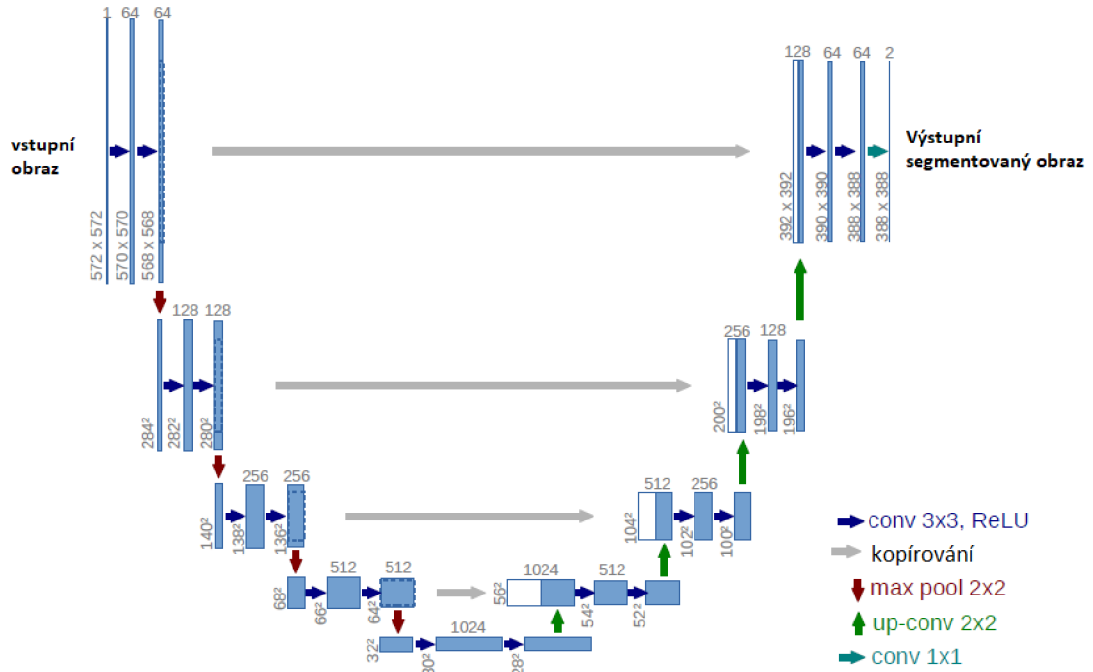 1 64 64
128 64 64 2
vstupní
obraz
Výstupní
segmentovaný obraz
572 x 572
570 x 570
568 x 568
392 x 392
390 x 390
388 x 388
388 x 388
128 128
256 128
284²
282²
280²
200²
198²
196²
256 256
512 256
140²
138²
136²
104²
102²
100²
512 512
1024 512
68²
66²
64²
56²
54²
52²
1024
32²
30²
28²
conv 3x3, ReLU
kopírování
max pool 2x2
up-conv 2x2
conv 1x1